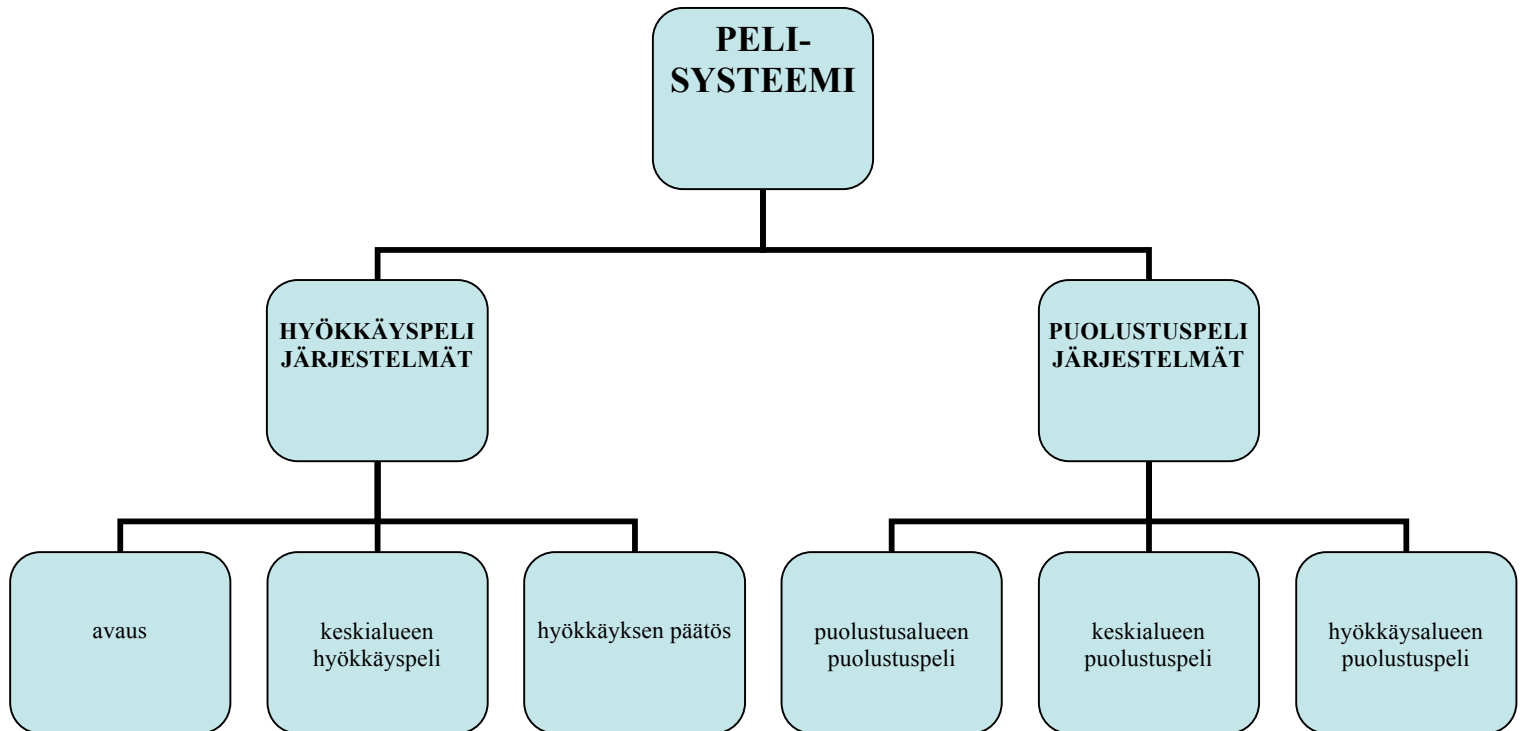 PELI-
SYSTEEMI
HYÖKKÄYSPELI
JÄRJESTELMÄT
PUOLUSTUSPELI
JÄRJESTELMÄT
avaus
keskialueen
hyökkäyspeli
hyökkäyksen päätös
puolustusalueen
puolustuspeli
keskialueen
puolustuspeli
hyökkäysalueen
puolustuspeli